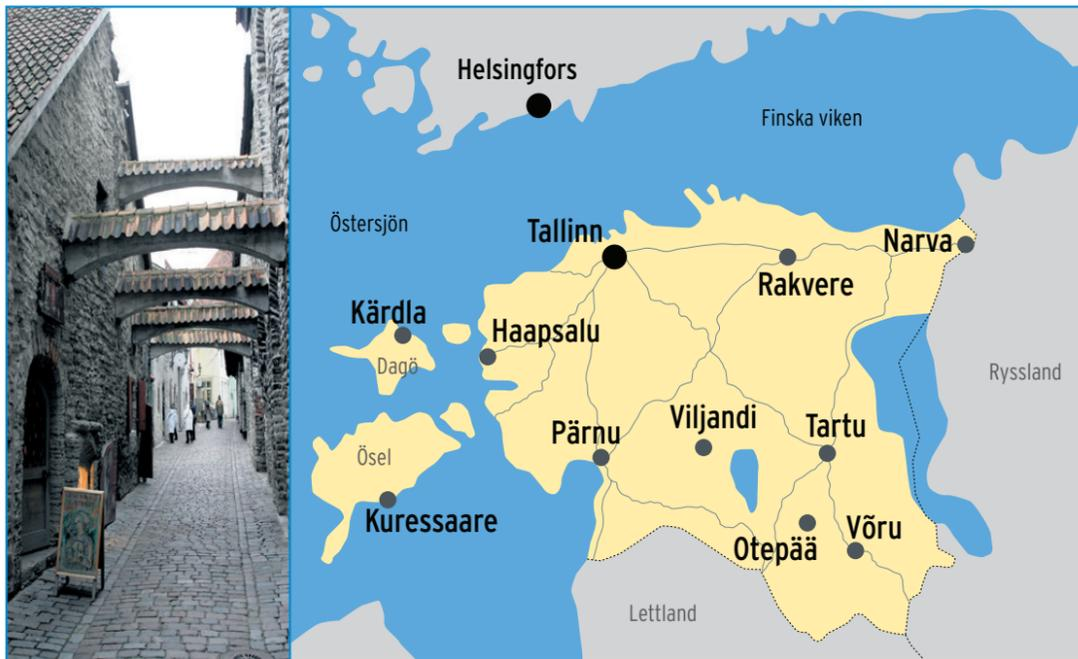 Helsingfors
Finska viken
Östersjön
Tallinn
Narva
Rakvere
Kärdla
Haapsalu
Dagö
Ryssland
Viljandi
Tartu
Pärnu
Ösel
Kuressaare
Võru
Otepää
Lettland